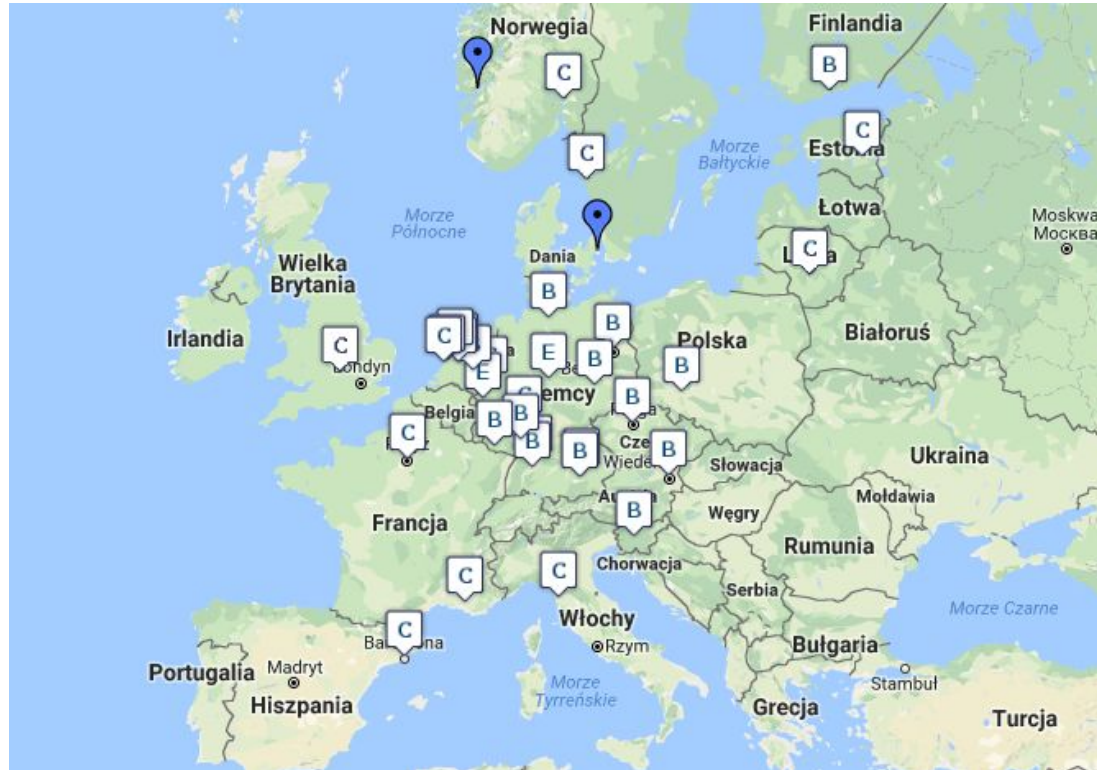 Norwegia
Finlandia
B
C
C
Estonia
C
Morze
Bałtyckie
Łotwa
Moskwa
Москва
Morze
Północne
Dania
C
Wielka
Brytania
B
Irlandia
C
C
B
Polska
Białoruś
Londyn
E
B
B
E
Belgia
B
B
B
C
B
B
B
Wiede
Słowacja
Ukraina
Francja
B
Węgry
Mołdawia
Rumunia
Chorwacja
C
C
Serbia
Morze Czarne
C
Włochy
Rzym
Bułgaria
Portugalia
Madryt
Hiszpania
Morze
Tyrreńskie
Stambuł
Grecja
Turcja